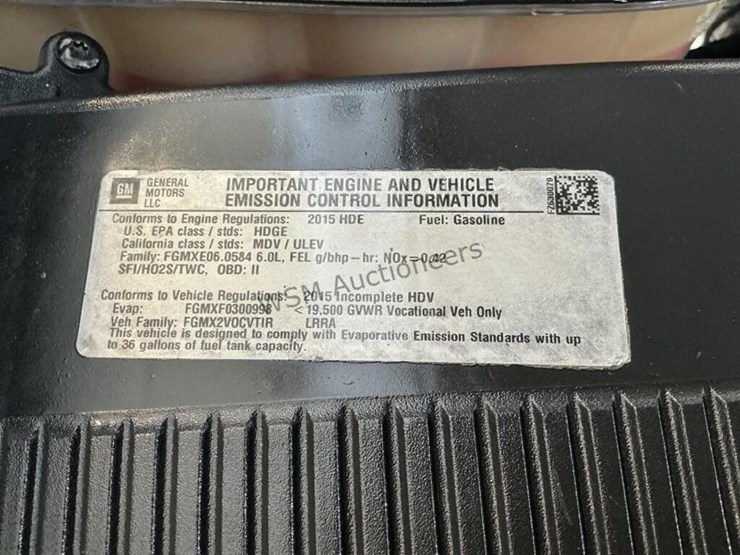 GM GENERAL MOTORS LLC
IMPORTANT ENGINE AND VEHICLE
EMISSION CONTROL INFORMATION
FZ630079
Conforms to Engine Regulations: 2015 HDE Fuel: Gasoline
U.S. EPA class / stds: HDGE
California class / stds: MDV / ULEV
Family: FGMXE06.0584 6.0L, FEL g/bhp-hr: NOx=0.42
SFI/HO2S/TWC, OBD: II
Conforms to Vehicle Regulations: 2015 Incomplete HDV
Evap: FGMXF0300998 < 19,500 GVWR Vocational Veh Only
Veh Family: FGMX2VOCVTIR LRRA
This vehicle is designed to comply with Evaporative Emission Standards with up
to 36 gallons of fuel tank capacity.
WSM Auctioneers